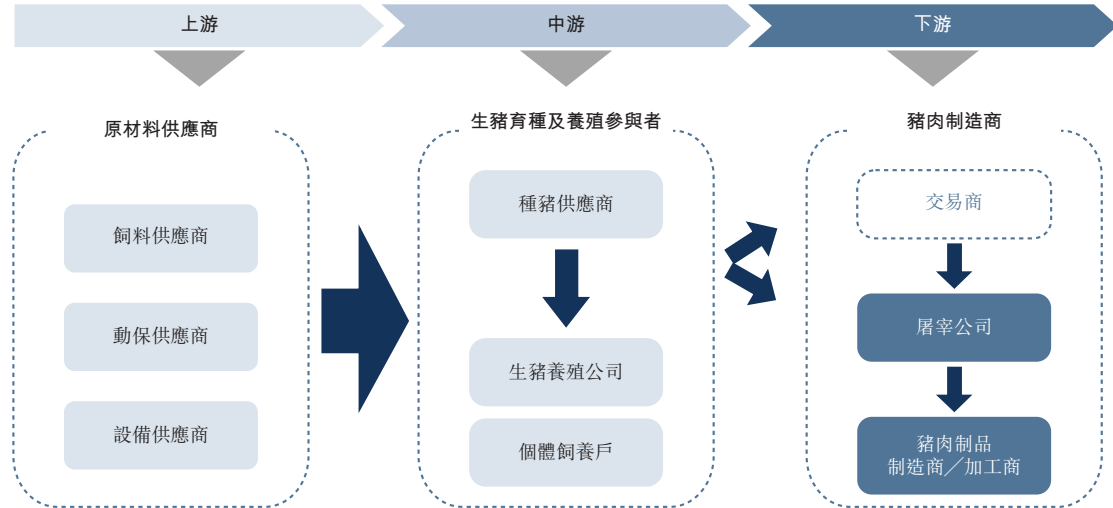 上游
中游
下游
原材料供應商
飼料供應商
動保供應商
設備供應商
生豬育種及養殖參與者
種豬供應商
生豬養殖公司
個體飼養戶
豬肉制造商
交易商
屠宰公司
豬肉制品
制造商╱加工商